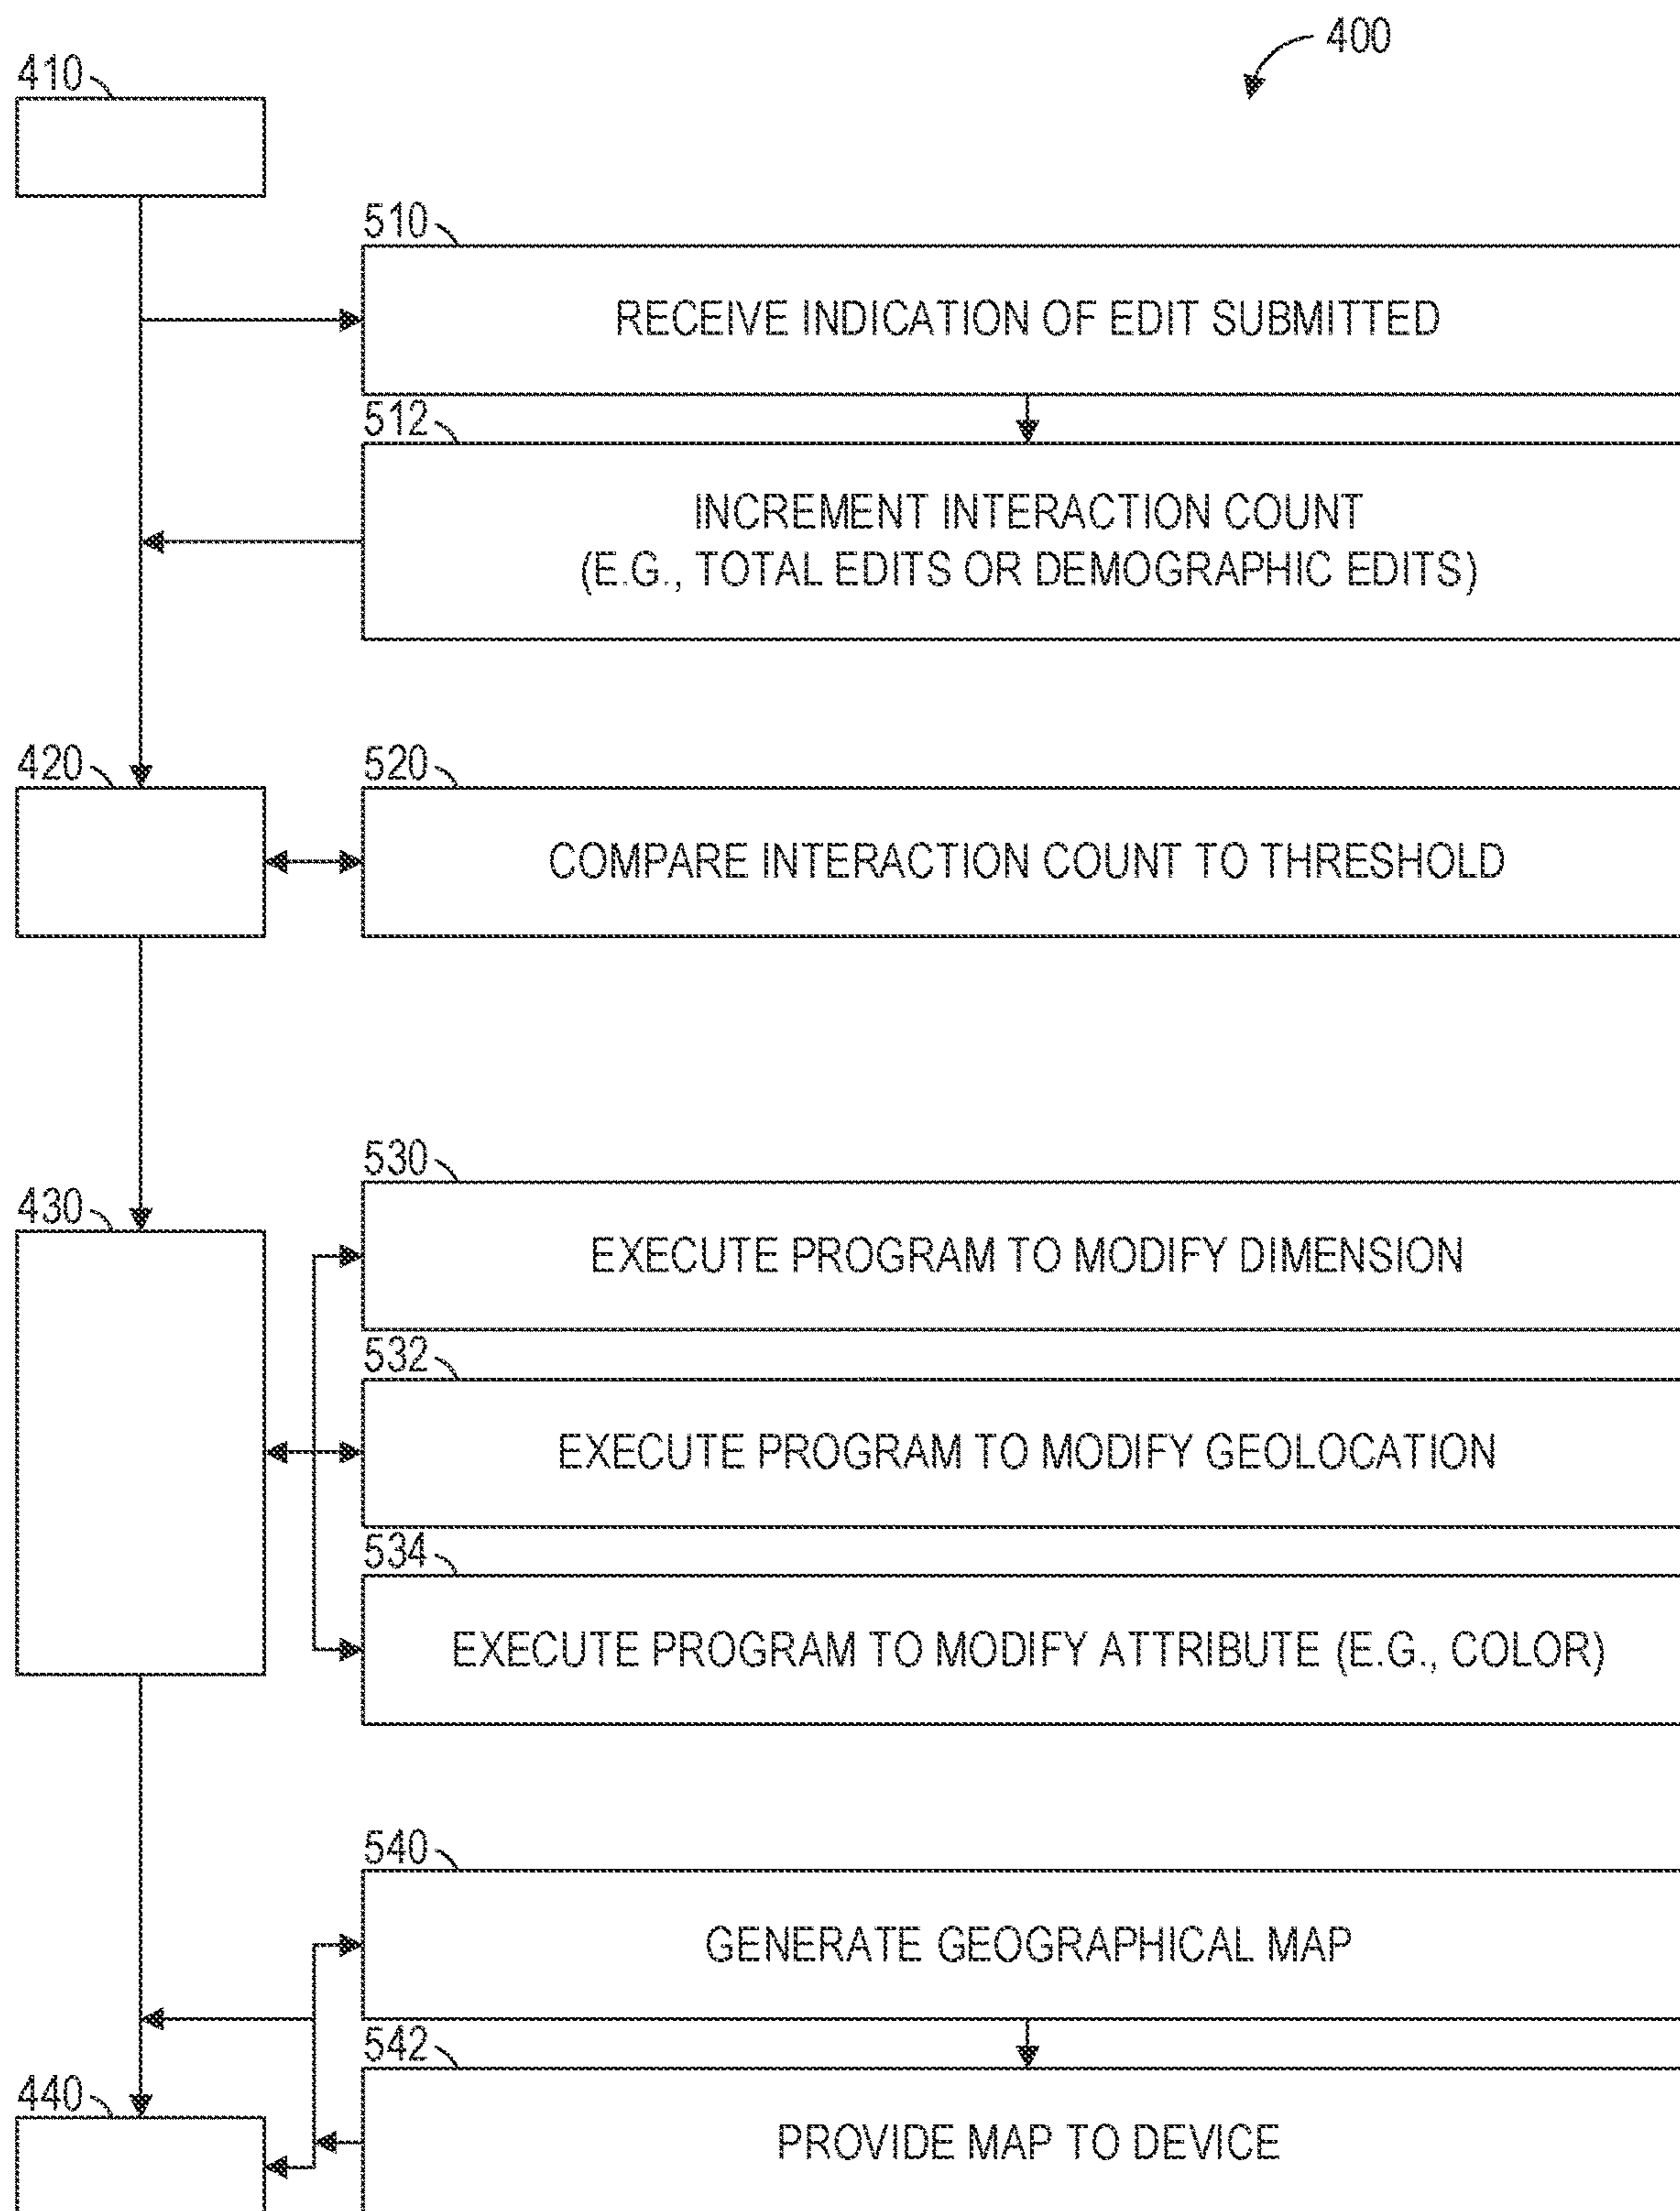 400
410
510
RECEIVE INDICATION OF EDIT SUBMITTED
512
INCREMENT INTERACTION COUNT
(E.G., TOTAL EDITS OR DEMOGRAPHIC EDITS)
420
520
COMPARE INTERACTION COUNT TO THRESHOLD
530
EXECUTE PROGRAM TO MODIFY DIMENSION
430
532
EXECUTE PROGRAM TO MODIFY GEOLOCATION
534
EXECUTE PROGRAM TO MODIFY ATTRIBUTE (E.G., COLOR)
540
GENERATE GEOGRAPHICAL MAP
542
440
PROVIDE MAP TO DEVICE